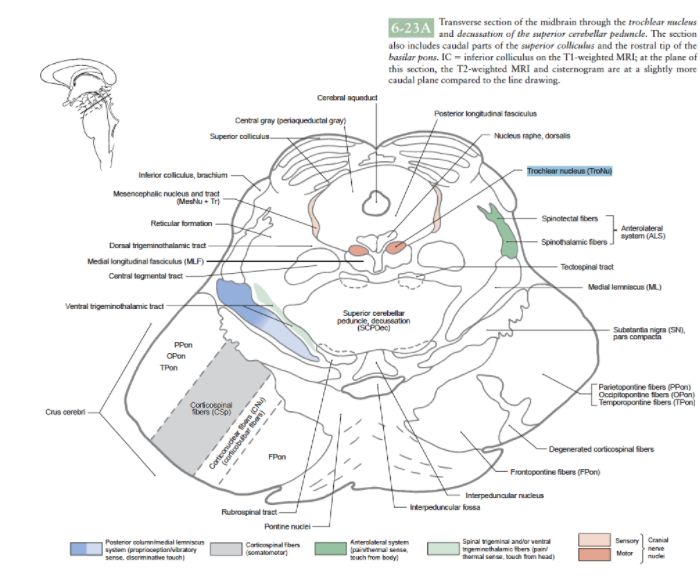 6-23A Transverse section of the midbrain through the trochlear nucleus
and decussation of the superior cerebellar peduncle. The section
also includes caudal parts of the superior colliculus and the rostral tip of the
basilar pons. IC = inferior colliculus on the T1-weighted MRI; at the plane of
this section, the T2-weighted MRI and cisternogram are at a slightly more
caudal plane compared to the line drawing.
Cerebral aqueduct
Central gray (periaqueductal gray)
Posterior longitudinal fasciculus
Superior colliculus
Nucleus raphe, dorsalis
Inferior colliculus, brachium
Trochlear nucleus (TroNu)
Mesencephalic nucleus and tract
(MesNu + Tr)
Reticular formation
Spinotectal fibers
Anterolateral
system (ALS)
Spinothalamic fibers
Dorsal trigeminothalamic tract
Medial longitudinal fasciculus (MLF)
Central tegmental tract
Tectospinal tract
Medial lemniscus (ML)
Ventral trigeminothalamic tract
Superior cerebellar
peduncle, decussation
(SCPDec)
Substantia nigra (SN),
pars compacta
PPon
OPon
TPon
Crus cerebri
Corticospinal
fibers (CSp)
Corticonuclear fibers (CNu)
(corticobulbar fibers)
FPon
Parietopontine fibers (PPon)
Occipitopontine fibers (OPon)
Temporopontine fibers (TPon)
Degenerated corticospinal fibers
Frontopontine fibers (FPon)
Interpeduncular nucleus
Interpeduncular fossa
Rubrospinal tract
Pontine nuclei
Posterior column/medial lemniscus
system (proprioception/vibratory
sense, discriminative touch)
Corticospinal fibers
(somatomotor)
Anterolateral system
(pain/thermal sense,
touch from body)
Spinal trigeminal and/or ventral
trigeminothalamic fibers (pain/
thermal sense, touch from head)
Sensory
Motor
Cranial
nerve
nuclei